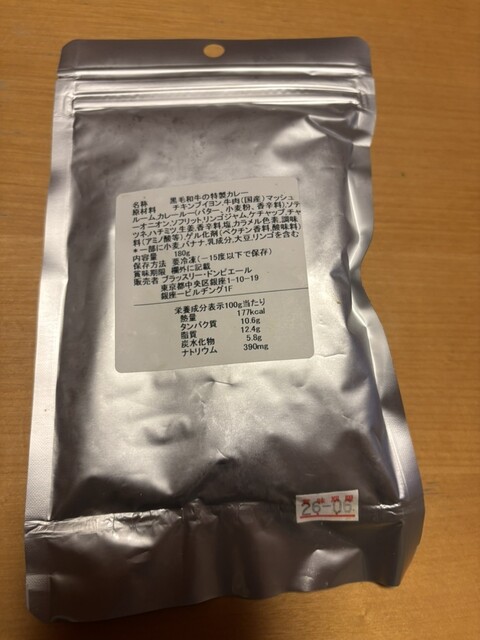 名称 黒毛和牛の特製カレー
原材料 チキンブイヨン,牛肉(国産)マッシュ
ルーム,カレールー(バター、小麦粉、香辛料),ソテ
ーオニオン,ソフリット,リンゴジャム,ケチャップ,チャ
ツネ,ハチミツ,生姜,香辛料,塩,カラメル色素,調味
料(アミノ酸等),ゲル化剤(ペクチン香料,酸味料)
*一部に小麦,バナナ,乳成分,大豆,リンゴを含む
内容量 180g
保存方法 要冷凍(-15度以下で保存)
賞味期限 欄外に記載
販売者 ブラッスリー・ドンピエール
東京都中央区銀座1-10-19
銀座一ビルヂング1F
栄養成分表示100g当たり
熱量 177kcal
タンパク質 10.6g
脂質 12.4g
炭水化物 5.8g
ナトリウム 390mg
賞味期限
26-06